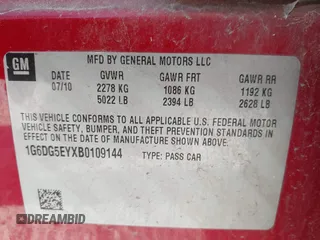 GM
MFD BY GENERAL MOTORS LLC
DATE GVWR GAWR FRT GAWR RR
07/10 2278 KG 1086 KG 1192 KG
5022 LB 2394 LB 2628 LB
THIS VEHICLE CONFORMS TO ALL APPLICABLE U.S. FEDERAL MOTOR
VEHICLE SAFETY, BUMPER, AND THEFT PREVENTION STANDARDS
IN EFFECT ON THE DATE OF MANUFACTURE SHOWN ABOVE.
1G6DG5EYXB0109144 TYPE: PASS CAR
DREAMBID